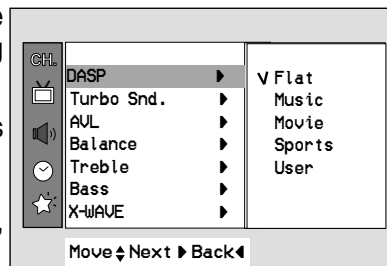 CH.
DASP
Turbo Snd.
AVL
Balance
Treble
Bass
X-WAVE
√ Flat
Music
Movie
Sports
User
Move Next Back